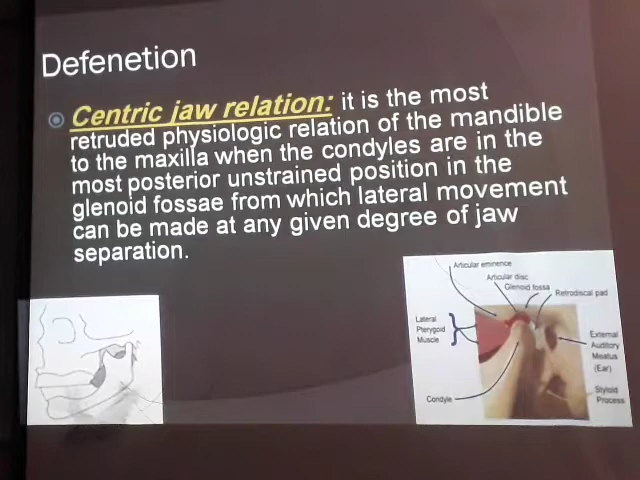 Defenetion
Centric jaw relation: it is the most
retruded physiologic relation of the mandible
to the maxilla when the condyles are in the
most posterior unstrained position in the
glenoid fossae from which lateral movement
can be made at any given degree of jaw
separation.
Articular eminence
Articular disc
Glenoid fossa
Retrodiscal pad
Lateral
Pterygoid
Muscle
External
Auditory
Meatus
(Ear)
Styloid
Process
Condyle